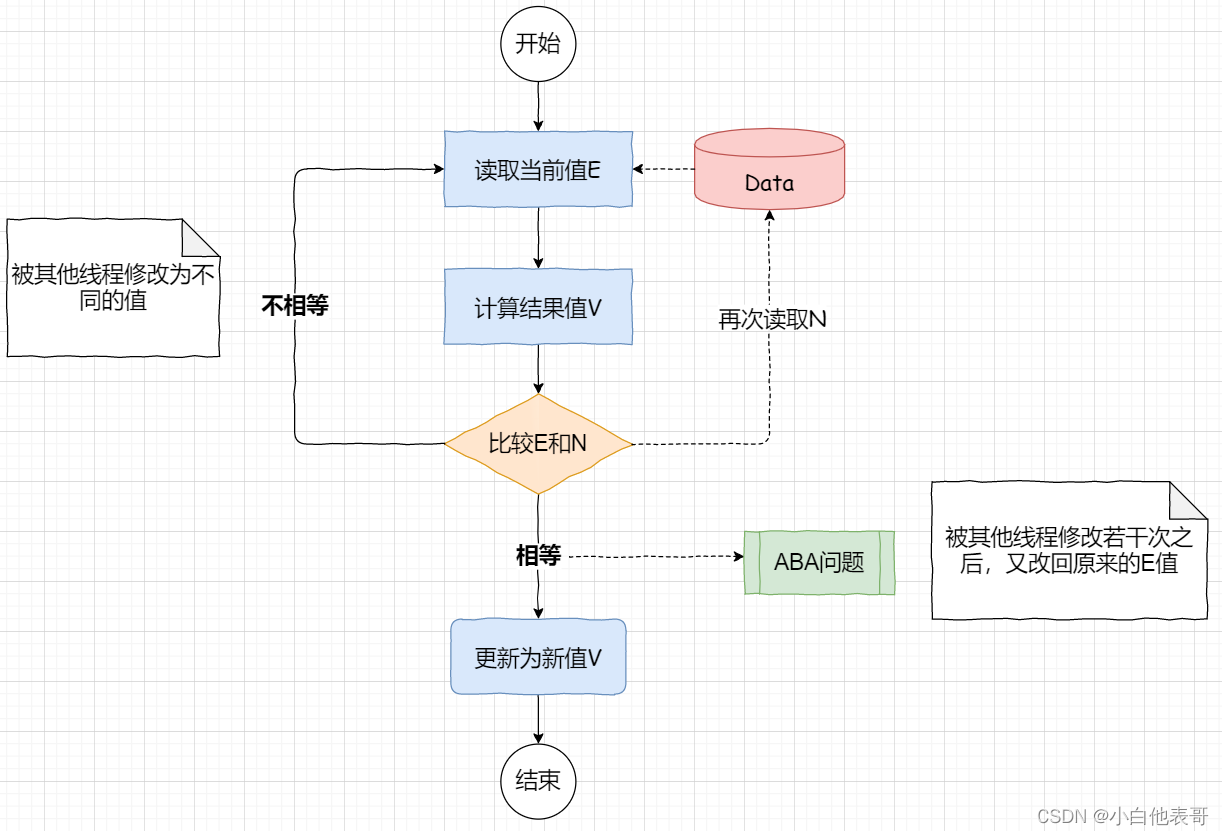 开始
读取当前值E
Data
被其他线程修改为不
同的值
不相等
计算结果值V
再次读取N
比较E和N
相等
ABA问题
被其他线程修改若干次之
后，又改回原来的E值
更新为新值V
结束
CSDN @小白他表哥